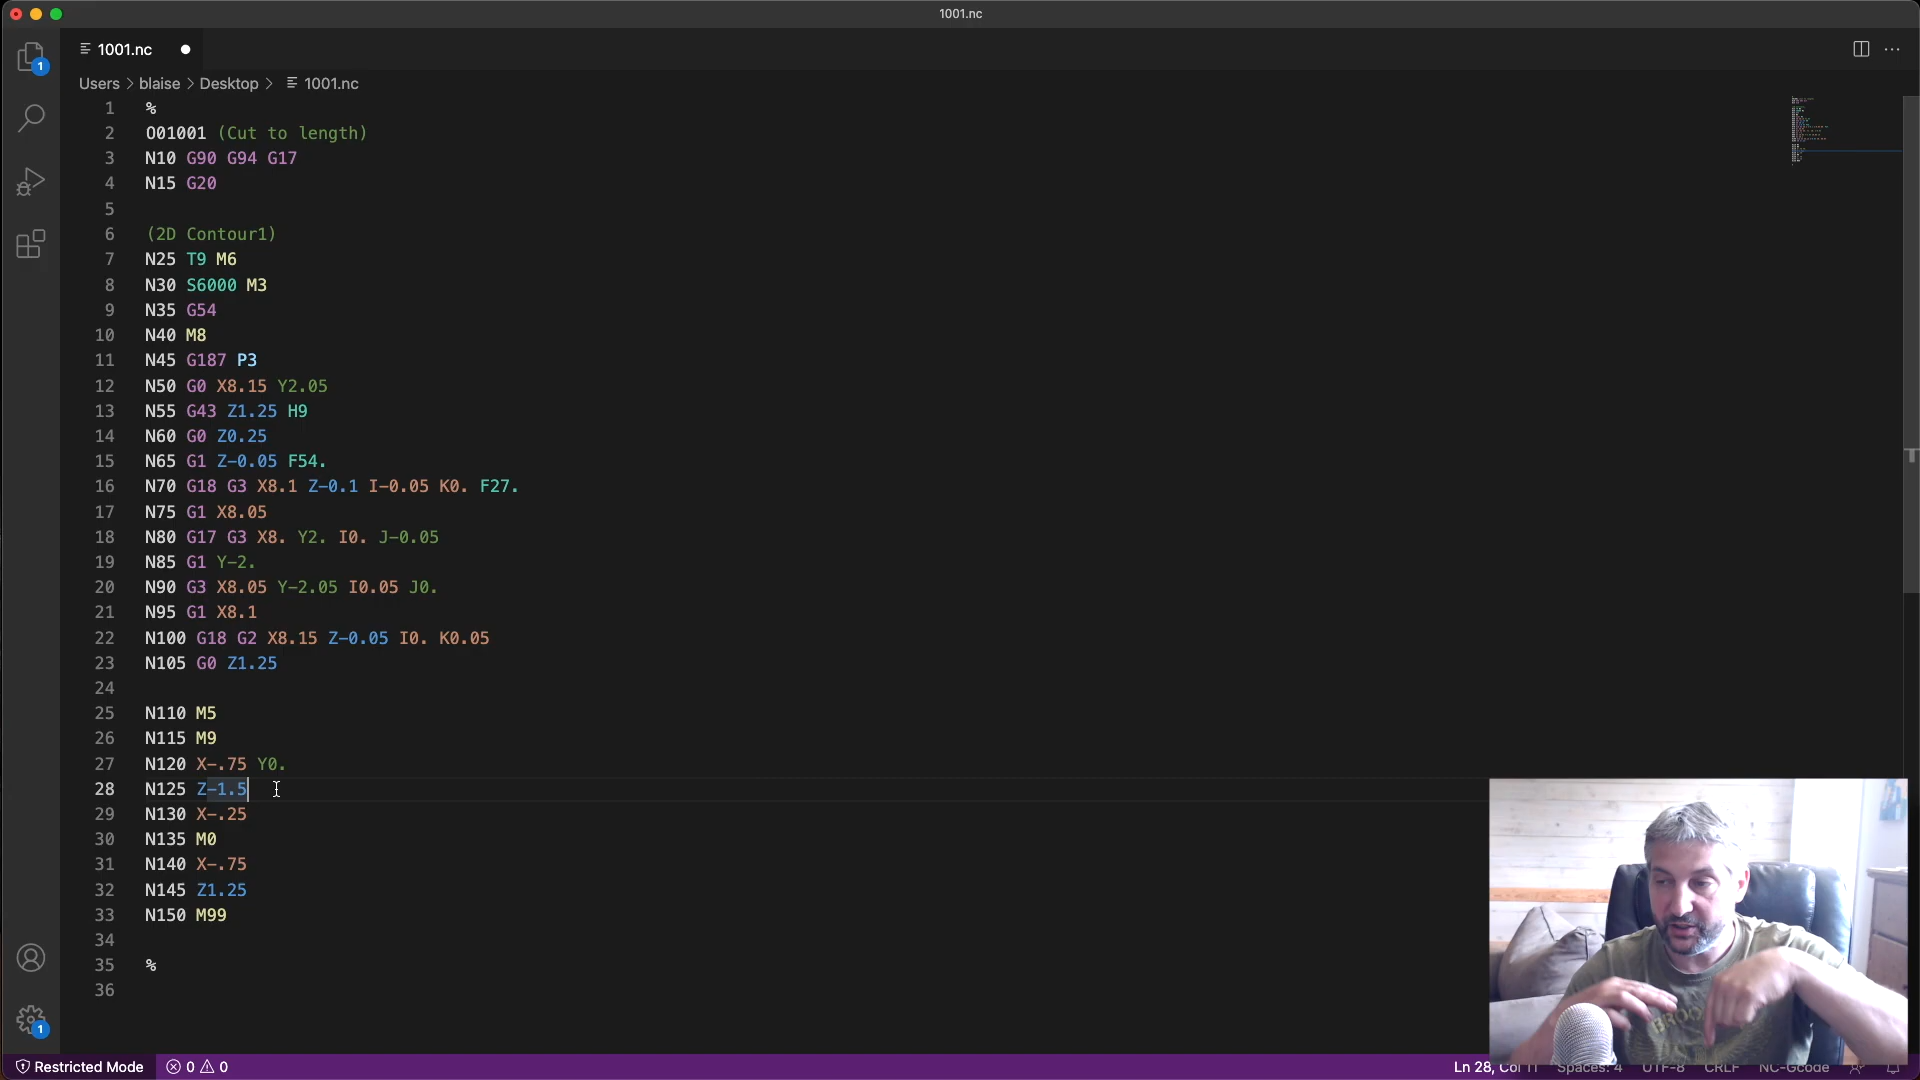 1001.nc
1001.nc
1
Users > blaise > Desktop > 1001.nc
1 %
2 O01001 (Cut to length)
3 N10 G90 G94 G17
4 N15 G20
5
6 (2D Contour1)
7 N25 T9 M6
8 N30 S6000 M3
9 N35 G54
10 N40 M8
11 N45 G187 P3
12 N50 G0 X8.15 Y2.05
13 N55 G43 Z1.25 H9
14 N60 G0 Z0.25
15 N65 G1 Z-0.05 F54.
16 N70 G18 G3 X8.1 Z-0.1 I-0.05 K0. F27.
17 N75 G1 X8.05
18 N80 G17 G3 X8. Y2. I0. J-0.05
19 N85 G1 Y-2.
20 N90 G3 X8.05 Y-2.05 I0.05 J0.
21 N95 G1 X8.1
22 N100 G18 G2 X8.15 Z-0.05 I0. K0.05
23 N105 G0 Z1.25
24
25 N110 M5
26 N115 M9
27 N120 X-.75 Y0.
28 N125 Z-1.5
29 N130 X-.25
30 N135 M0
31 N140 X-.75
32 N145 Z1.25
33 N150 M99
34
35 %
36
1
Restricted Mode 0 0 Ln 28, Col 11 Spaces: 4 UTF-8 CRLF NC-Gcode